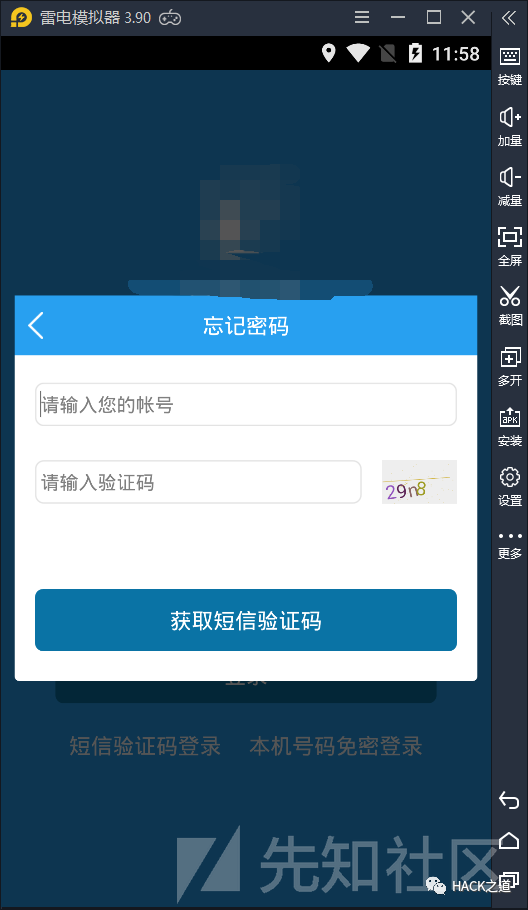 雷电模拟器 3.90
11:58
按键
加量
减量
全屏
截图
多开
APK
安装
设置
更多
忘记密码
请输入您的帐号
请输入验证码
29n8
获取短信验证码
登录
短信验证码登录 本机号码免密登录
先知社区
HACK之道